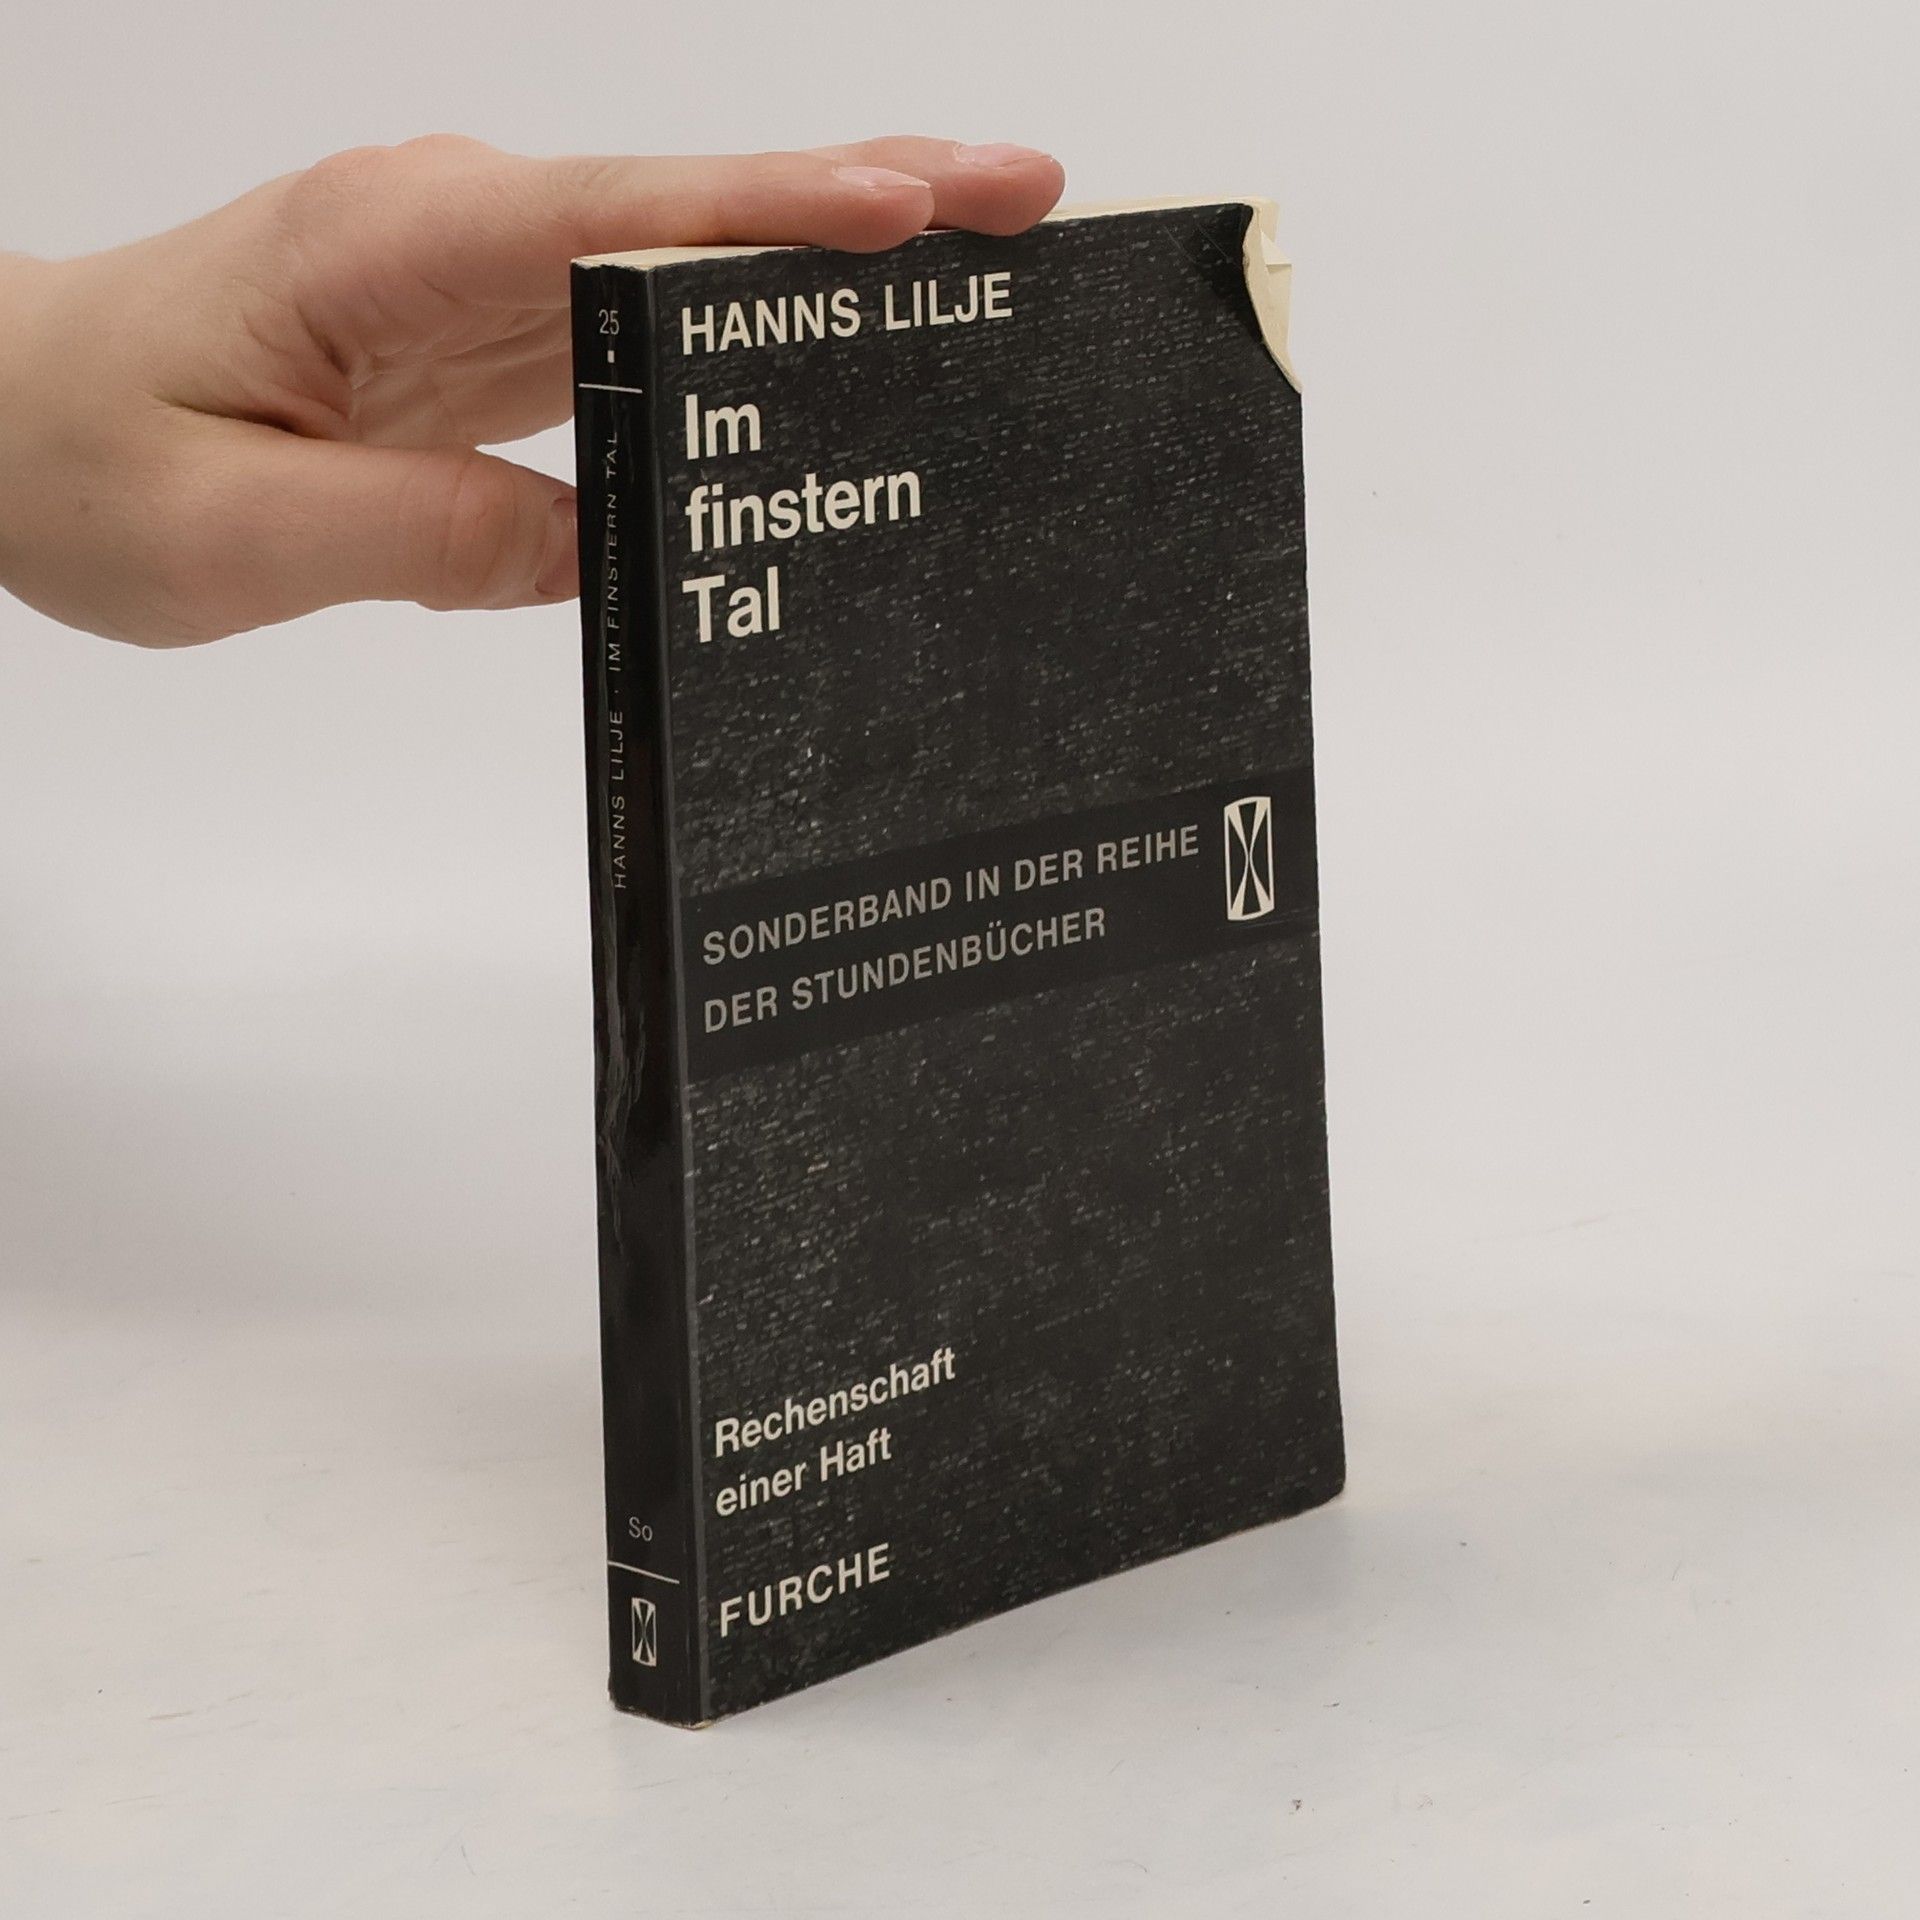 25
HANNS LILJE · IM FINSTERN TAL
So
HANNS LILJE
Im
finstern
Tal
SONDERBAND IN DER REIHE
DER STUNDENBÜCHER
Rechenschaft
einer Haft
FURCHE